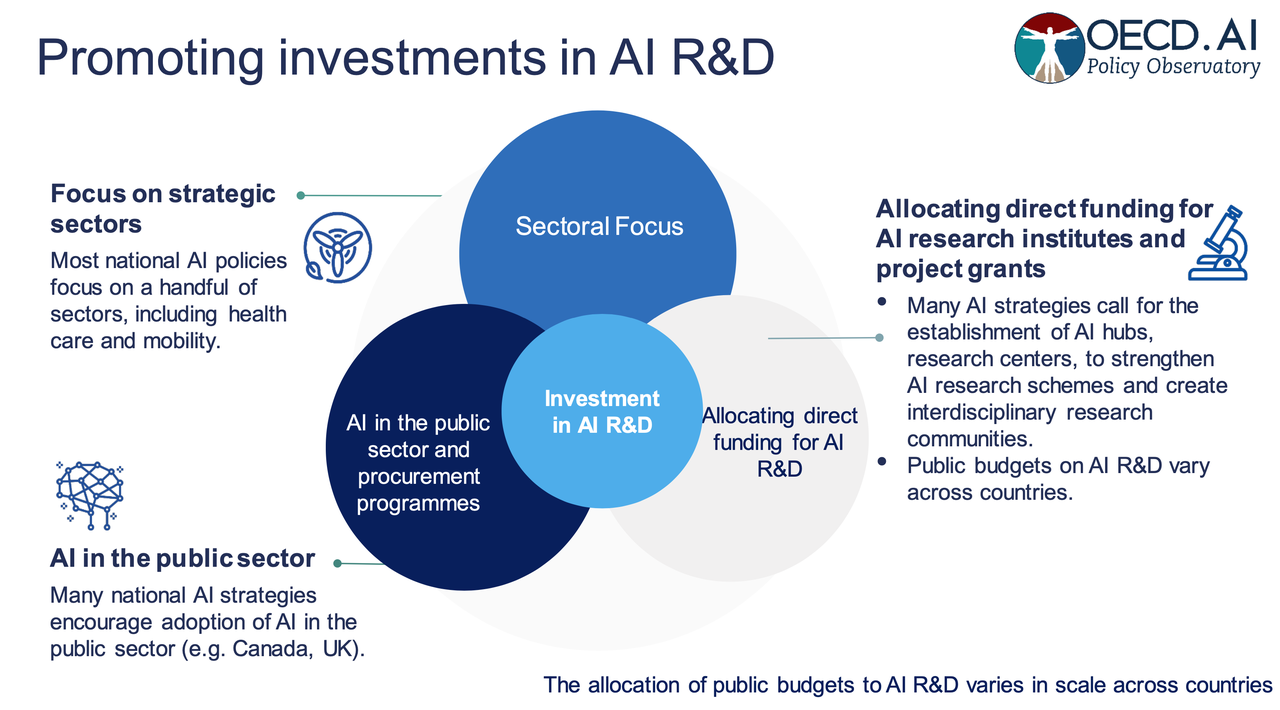 Promoting investments in AI R&D
OECD.AI
Policy Observatory
Focus on strategic
sectors
Most national AI policies
focus on a handful of
sectors, including health
care and mobility.
Sectoral Focus
Allocating direct funding for
AI research institutes and
project grants
• Many AI strategies call for the
establishment of AI hubs,
research centers, to strengthen
AI research schemes and create
interdisciplinary research
communities.
• Public budgets on AI R&D vary
across countries.
AI in the public
sector and
procurement
programmes
Investment
in AI R&D
Allocating direct
funding for AI
R&D
AI in the public sector
Many national AI strategies
encourage adoption of AI in the
public sector (e.g. Canada, UK).
The allocation of public budgets to AI R&D varies in scale across countries